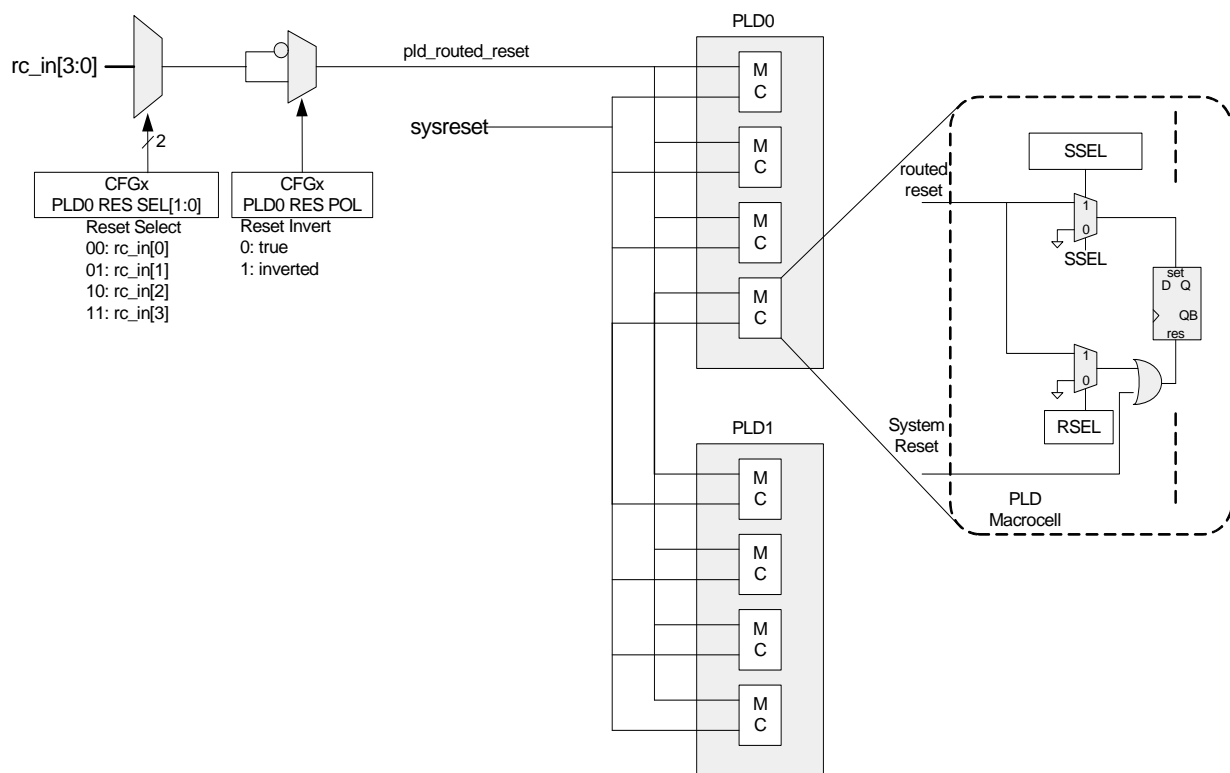 PLD0
rc_in[3:0]
pld_routed_reset
M
C
sysreset
2
M
C
CFGx
PLD0 RES SEL[1:0]
CFGx
PLD0 RES POL
Reset Select
00: rc_in[0]
01: rc_in[1]
10: rc_in[2]
11: rc_in[3]
Reset Invert
0: true
1: inverted
M
C
M
C
SSEL
routed
reset
1
0
SSEL
set
D Q
QB
res
1
0
RSEL
System
Reset
PLD
Macrocell
PLD1
M
C
M
C
M
C
M
C